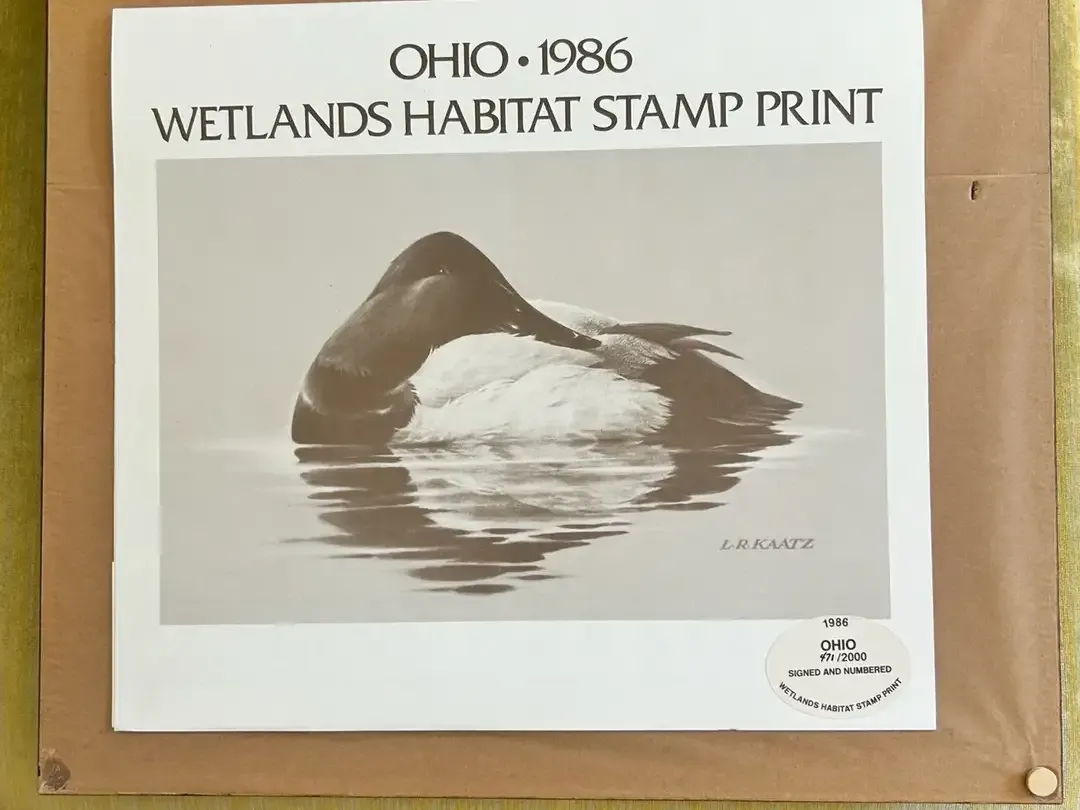 OHIO • 1986
WETLANDS HABITAT STAMP PRINT
L·R·KAATZ
1986
OHIO
471/2000
SIGNED AND NUMBERED
WETLANDS HABITAT STAMP PRINT